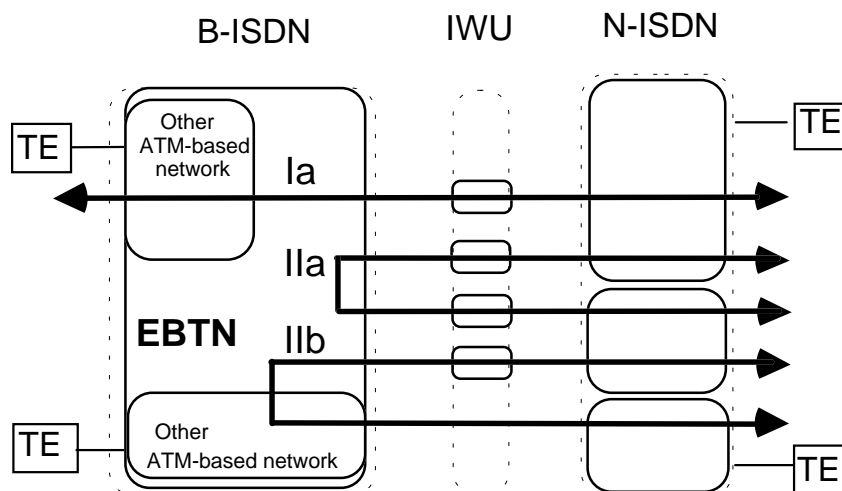 B-ISDN IWU N-ISDN
TE
Other
ATM-based
network
TE
Ia
IIa
EBTN
IIb
TE
Other
ATM-based network
TE